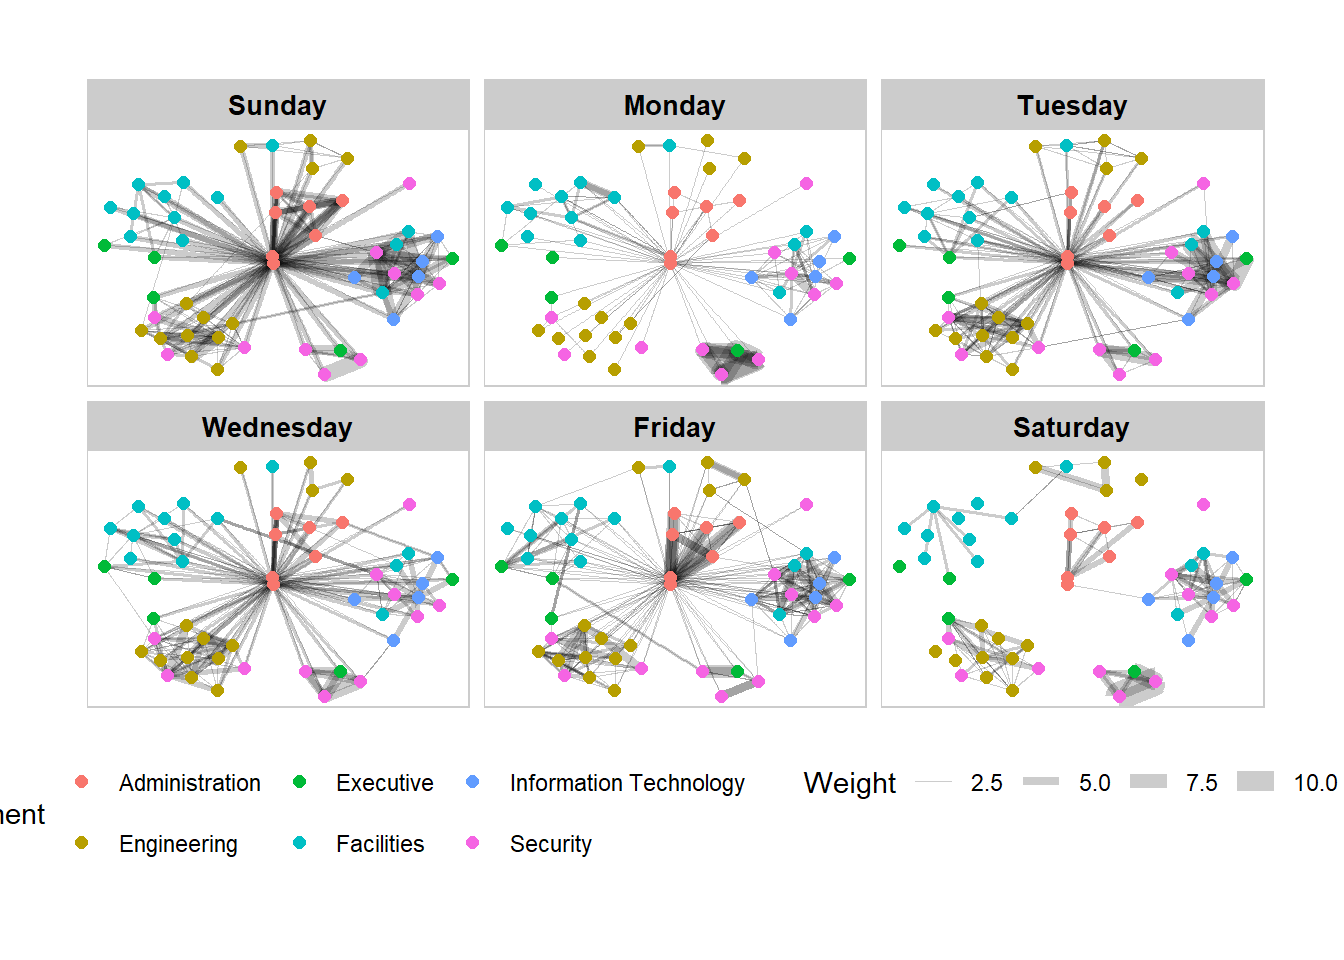 Sunday Monday Tuesday
Wednesday Friday Saturday
Administration Executive Information Technology Weight 2.5 5.0 7.5 10.0
Engineering Facilities Security